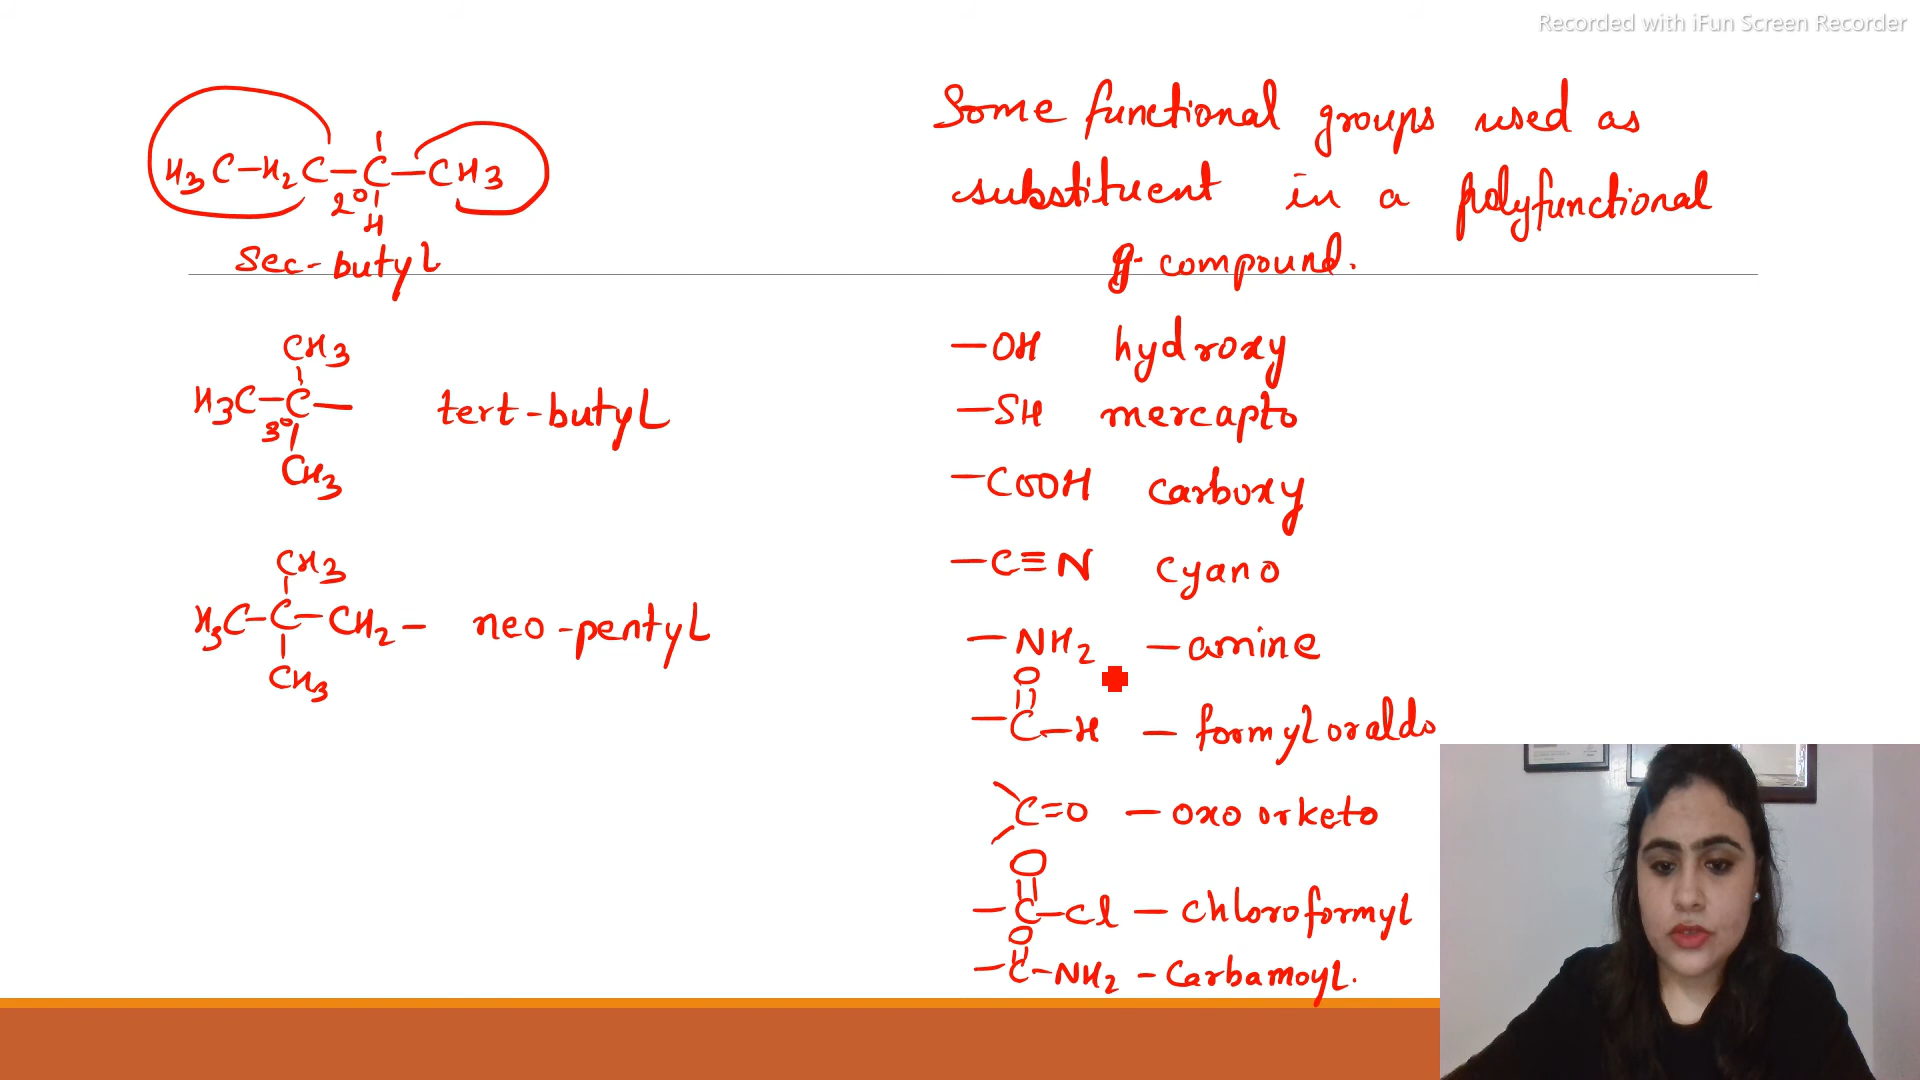 Recorded with iFun Screen Recorder
H3C-H2C-C-CH3
2°
H
sec-butyl
CH3
H3C-C-
3°
CH3
tert-butyl
CH3
H3C-C-CH2-
CH3
neo-pentyl
Some functional groups used as
substituent in a polyfunctional
compound.
-OH hydroxy
-SH mercapto
-COOH carboxy
-C≡N cyano
-NH2 -amine
O
-C-H - formyl or aldo
C=O - oxo or keto
O
-C-Cl - chloroformyl
O
-C-NH2 - Carbamoyl.